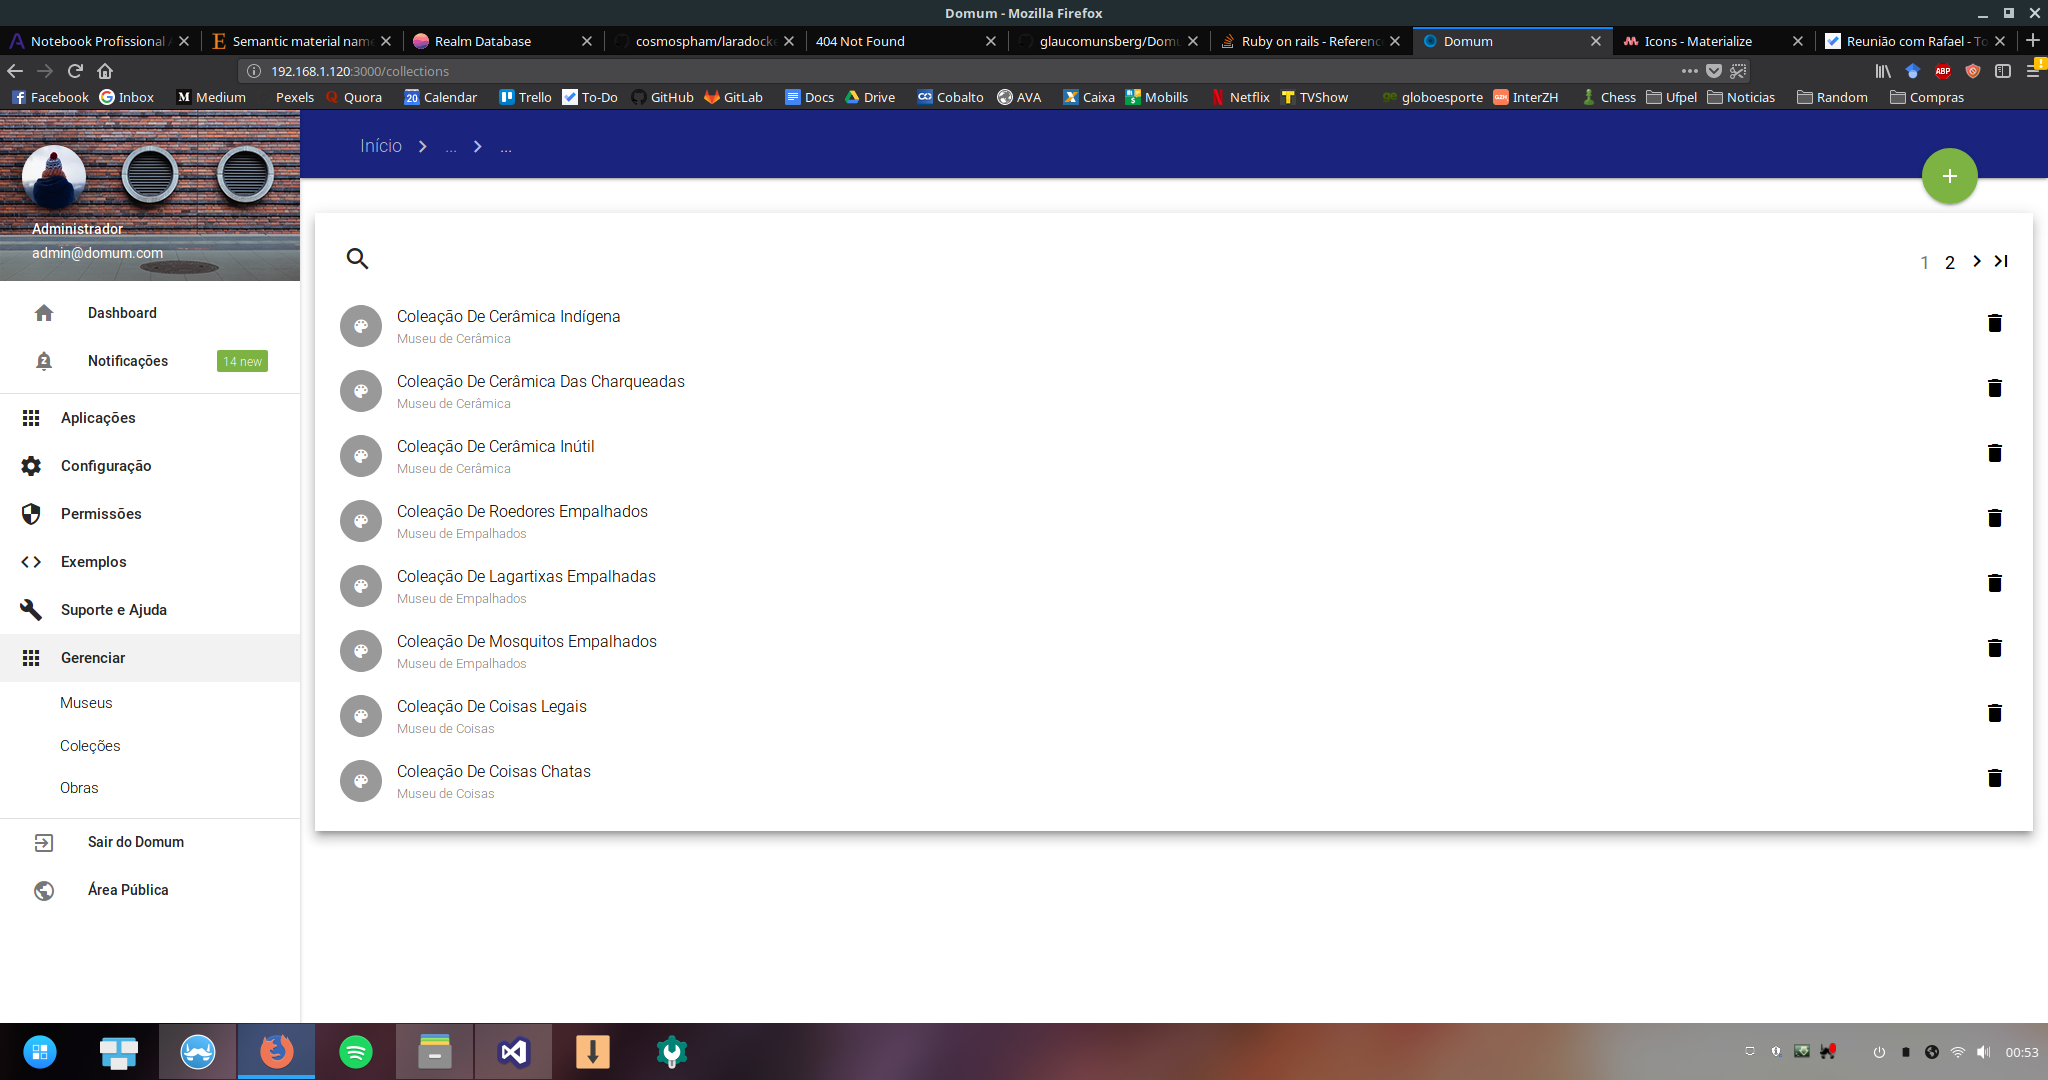 Domum - Mozilla Firefox
Notebook Profissional
Semantic material name
Realm Database
cosmospham/laradock
404 Not Found
glaucomunsberg/Domu
Ruby on rails - Referenc
Domum
Icons - Materialize
Reunião com Rafael - To
192.168.1.120:3000/collections
Facebook
Inbox
Medium
Pexels
Quora
20 Calendar
Trello
To-Do
GitHub
GitLab
Docs
Drive
Cobalto
AVA
Caixa
Mobills
Netflix
TVShow
globoesporte
InterZH
Chess
Ufpel
Noticias
Random
Compras
ABP
Início
...
...
Administrador
admin@domum.com
Dashboard
Notificações
14 new
Aplicações
Configuração
Permissões
Exemplos
Suporte e Ajuda
Gerenciar
Museus
Coleções
Obras
Sair do Domum
Área Pública
1 2
Coleação De Cerâmica Indígena
Museu de Cerâmica
Coleação De Cerâmica Das Charqueadas
Museu de Cerâmica
Coleação De Cerâmica Inútil
Museu de Cerâmica
Coleação De Roedores Empalhados
Museu de Empalhados
Coleação De Lagartixas Empalhadas
Museu de Empalhados
Coleação De Mosquitos Empalhados
Museu de Empalhados
Coleação De Coisas Legais
Museu de Coisas
Coleação De Coisas Chatas
Museu de Coisas
00:53